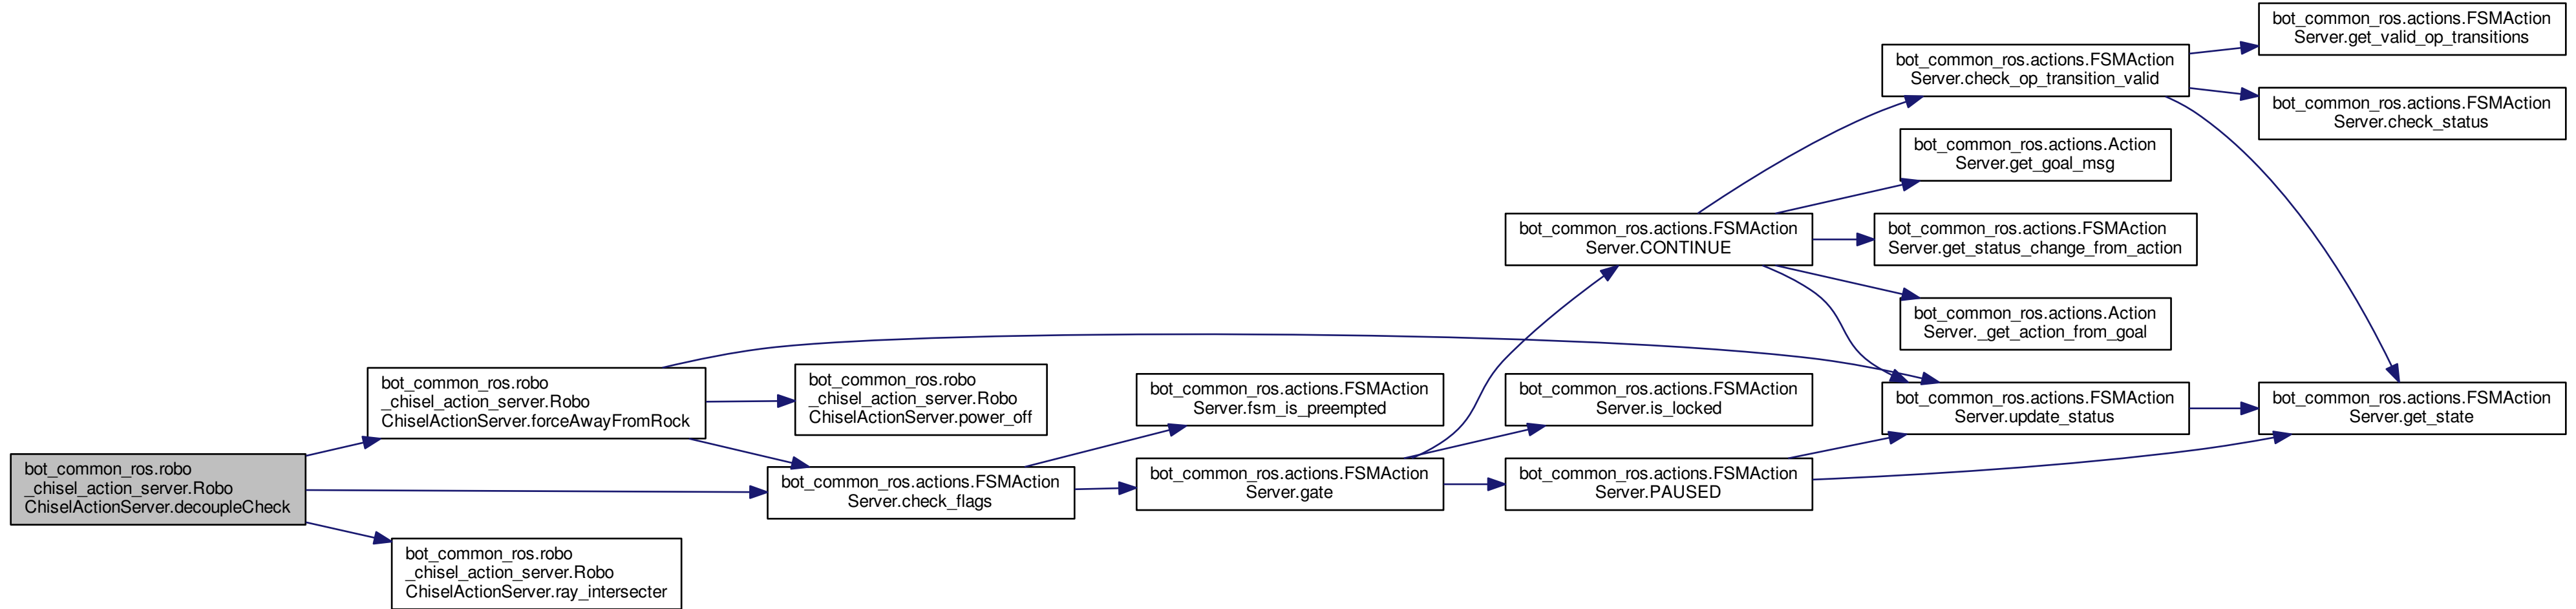 bot_common_ros.robo
_chisel_action_server.Robo
ChiselActionServer.decoupleCheck
bot_common_ros.robo
_chisel_action_server.Robo
ChiselActionServer.forceAwayFromRock
bot_common_ros.robo
_chisel_action_server.Robo
ChiselActionServer.ray_intersecter
bot_common_ros.robo
_chisel_action_server.Robo
ChiselActionServer.power_off
bot_common_ros.actions.FSMAction
Server.check_flags
bot_common_ros.actions.FSMAction
Server.fsm_is_preempted
bot_common_ros.actions.FSMAction
Server.gate
bot_common_ros.actions.FSMAction
Server.CONTINUE
bot_common_ros.actions.FSMAction
Server.is_locked
bot_common_ros.actions.FSMAction
Server.PAUSED
bot_common_ros.actions.FSMAction
Server.check_op_transition_valid
bot_common_ros.actions.Action
Server.get_goal_msg
bot_common_ros.actions.FSMAction
Server.get_status_change_from_action
bot_common_ros.actions.Action
Server._get_action_from_goal
bot_common_ros.actions.FSMAction
Server.update_status
bot_common_ros.actions.FSMAction
Server.get_valid_op_transitions
bot_common_ros.actions.FSMAction
Server.check_status
bot_common_ros.actions.FSMAction
Server.get_state